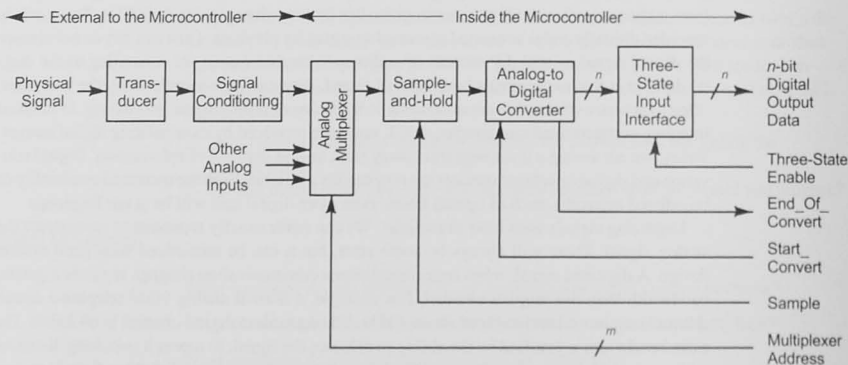 External to the Microcontroller
Inside the Microcontroller
Physical
Signal
Trans-
ducer
Signal
Conditioning
Other
Analog
Inputs
Analog
Multiplexer
Sample-
and-Hold
Analog-to
Digital
Converter
n
Three-
State
Input
Interface
n
n-bit
Digital
Output
Data
Three-State
Enable
End_Of_
Convert
Start_
Convert
Sample
m
Multiplexer
Address